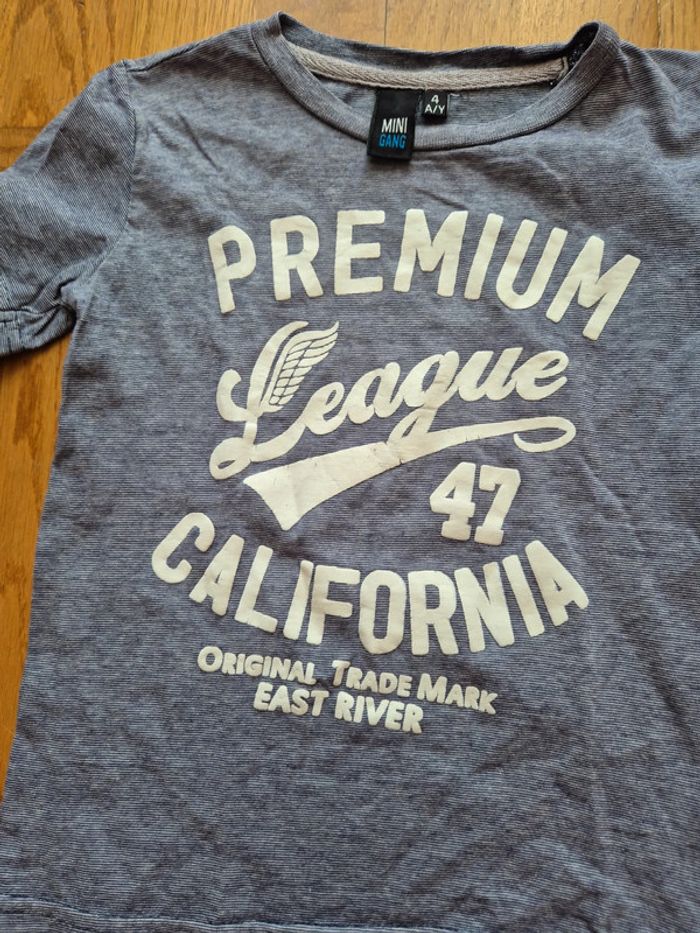 MINI
GANG
4
A/Y
PREMIUM
League
47
CALIFORNIA
ORIGINAL TRADE MARK
EAST RIVER